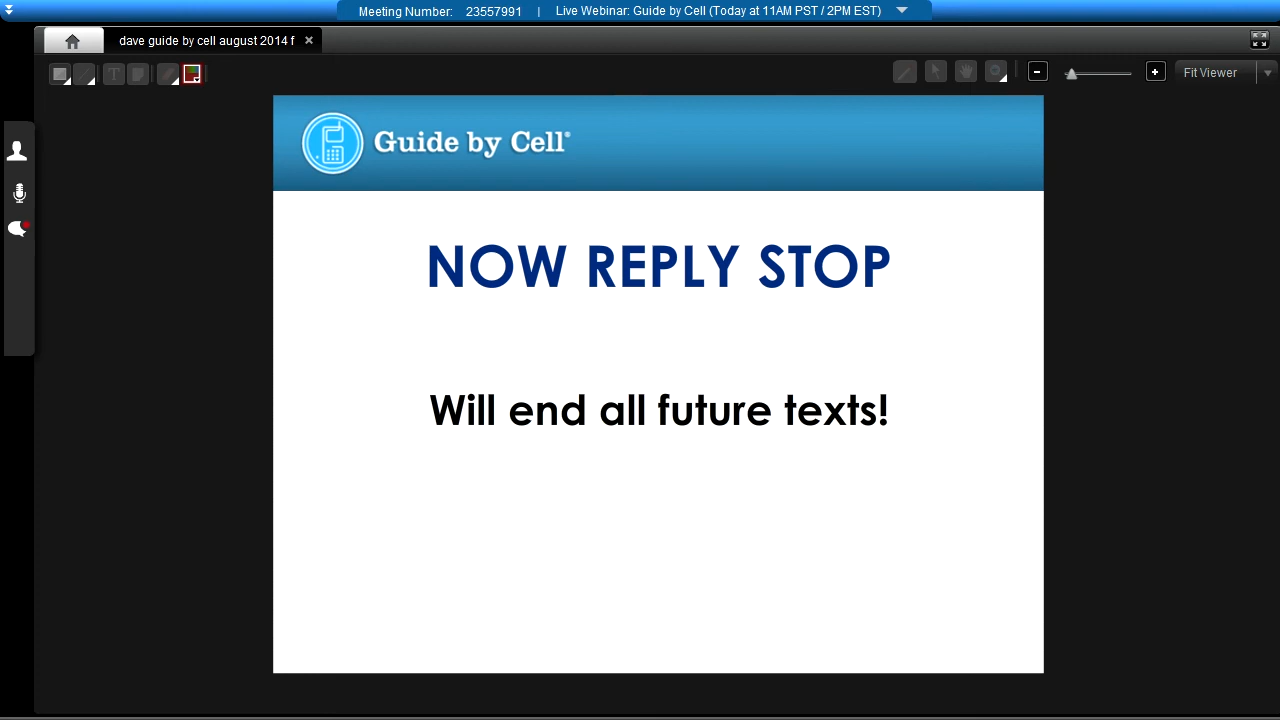 Meeting Number: 23557991 | Live Webinar: Guide by Cell (Today at 11AM PST / 2PM EST)
dave guide by cell august 2014 f
T
Fit Viewer
Guide by Cell®
NOW REPLY STOP
Will end all future texts!